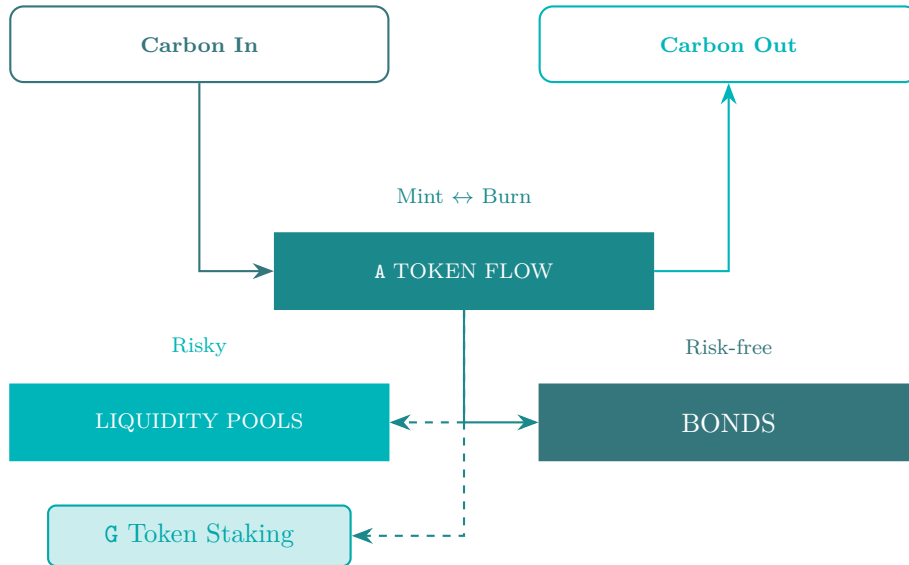 Carbon In
Carbon Out
Mint ↔ Burn
A TOKEN FLOW
Risky
Risk-free
LIQUIDITY POOLS
BONDS
G Token Staking